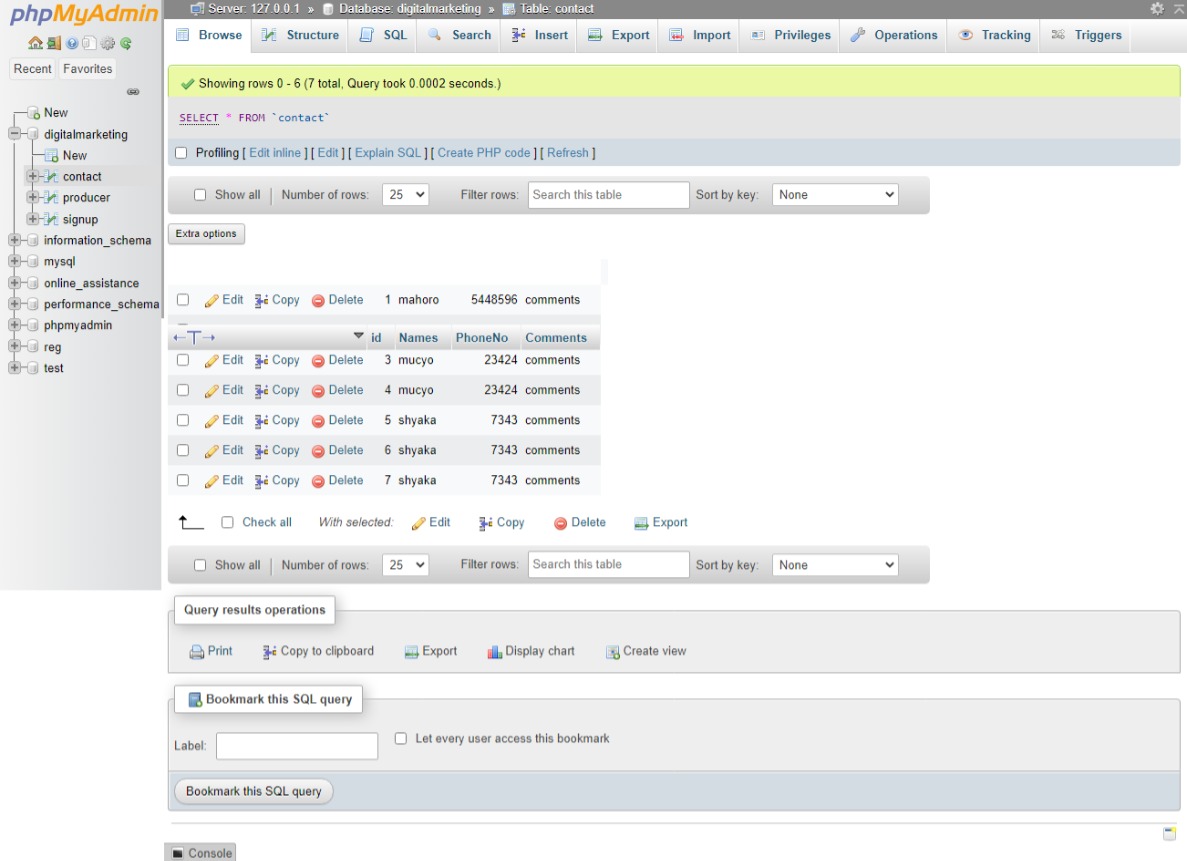 phpMyAdmin
Server: 127.0.0.1 » Database: digitalmarketing » Table: contact
Browse Structure SQL Search Insert Export Import Privileges Operations Tracking Triggers
Recent Favorites
New
digitalmarketing
New
contact
producer
signup
information_schema
mysql
online_assistance
performance_schema
phpmyadmin
reg
test
Showing rows 0 - 6 (7 total, Query took 0.0002 seconds.)
SELECT * FROM `contact`
Profiling [ Edit inline ] [ Edit ] [ Explain SQL ] [ Create PHP code ] [ Refresh ]
Show all Number of rows: 25 Filter rows: Search this table Sort by key: None
Extra options
Edit Copy Delete 1 mahoro 5448596 comments
←T→ id Names PhoneNo Comments
Edit Copy Delete 3 mucyo 23424 comments
Edit Copy Delete 4 mucyo 23424 comments
Edit Copy Delete 5 shyaka 7343 comments
Edit Copy Delete 6 shyaka 7343 comments
Edit Copy Delete 7 shyaka 7343 comments
Check all With selected: Edit Copy Delete Export
Show all Number of rows: 25 Filter rows: Search this table Sort by key: None
Query results operations
Print Copy to clipboard Export Display chart Create view
Bookmark this SQL query
Label: Let every user access this bookmark
Bookmark this SQL query
Console